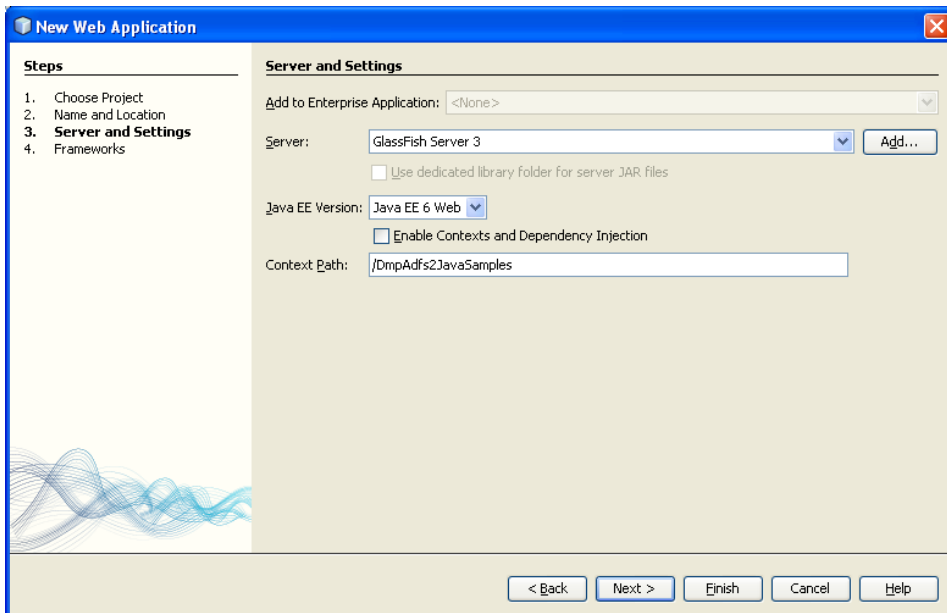 New Web Application
Steps
1. Choose Project
2. Name and Location
3. Server and Settings
4. Frameworks
Server and Settings
Add to Enterprise Application: <None>
Server: GlassFish Server 3 Add...
Use dedicated library folder for server JAR files
Java EE Version: Java EE 6 Web
Enable Contexts and Dependency Injection
Context Path: /DmpAdfs2JavaSamples
< Back Next > Finish Cancel Help